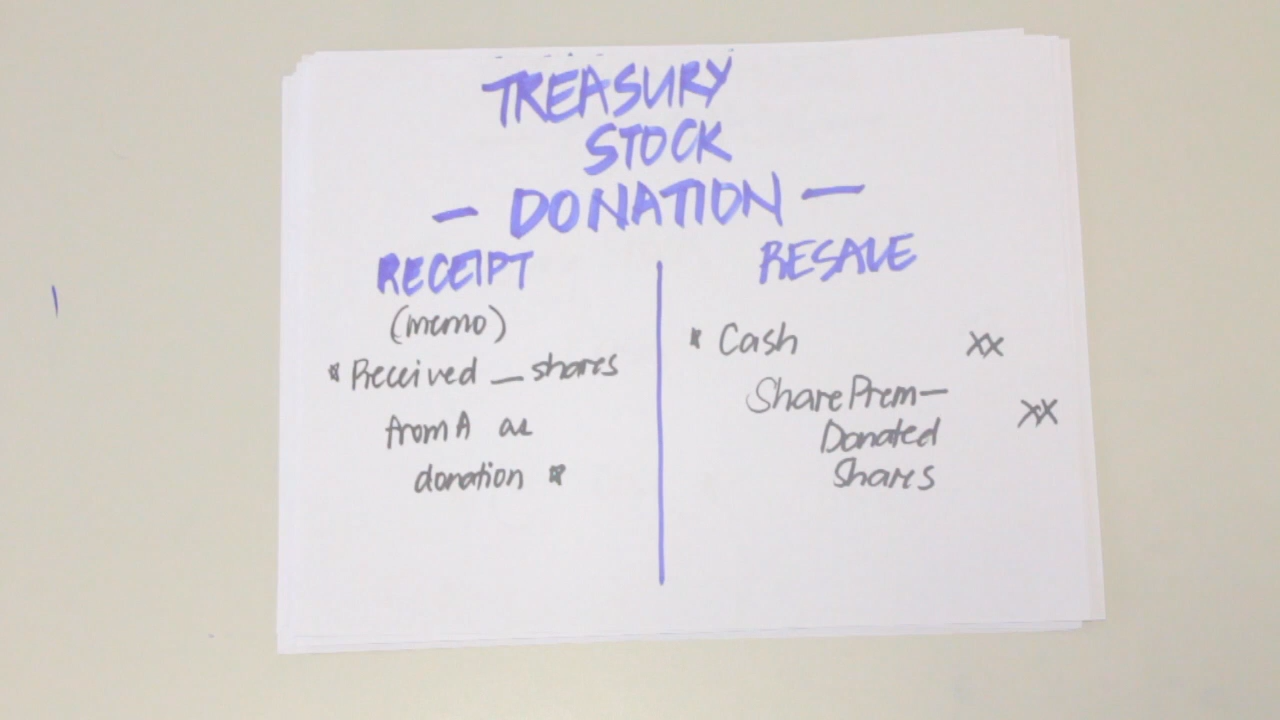 TREASURY
STOCK
— DONATION —
RECEIPT
(memo)
* Received _ shares
from A as
donation *
RESALE
* Cash XX
Share Prem— XX
Donated
Shares